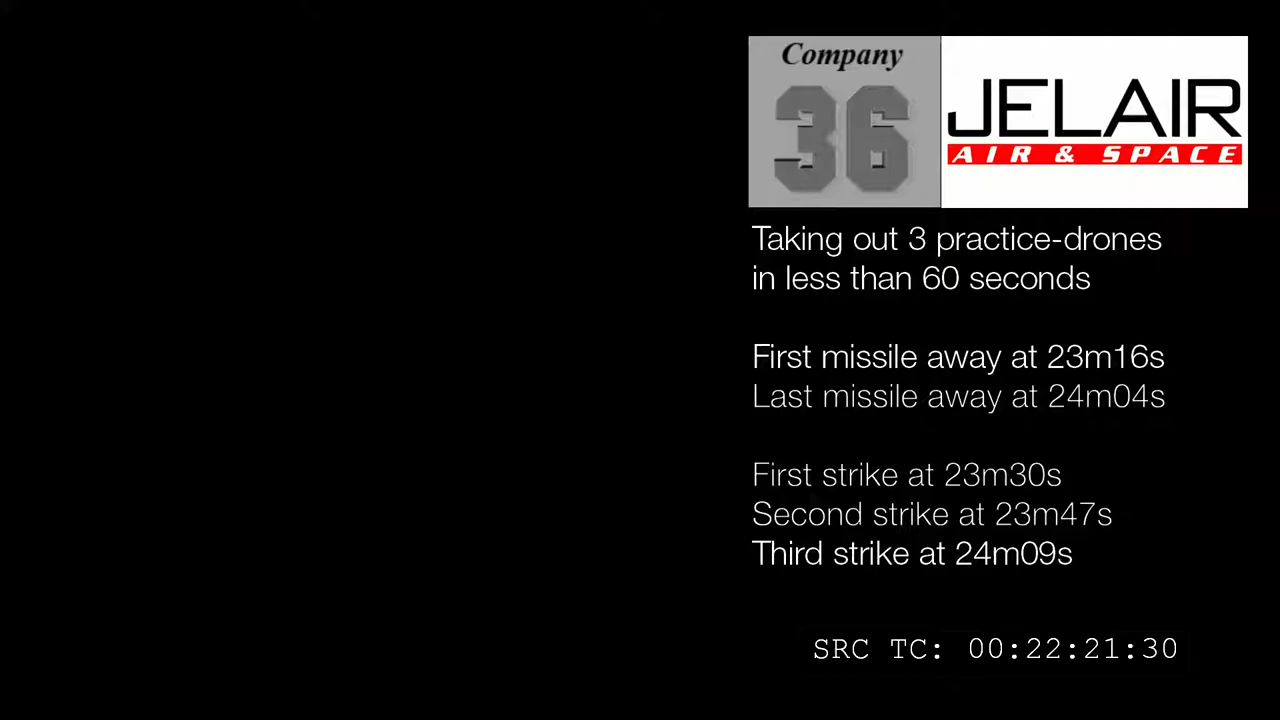 Company
36
JELAIR
AIR & SPACE
Taking out 3 practice-drones
in less than 60 seconds
First missile away at 23m16s
Last missile away at 24m04s
First strike at 23m30s
Second strike at 23m47s
Third strike at 24m09s
SRC TC: 00:22:21:30